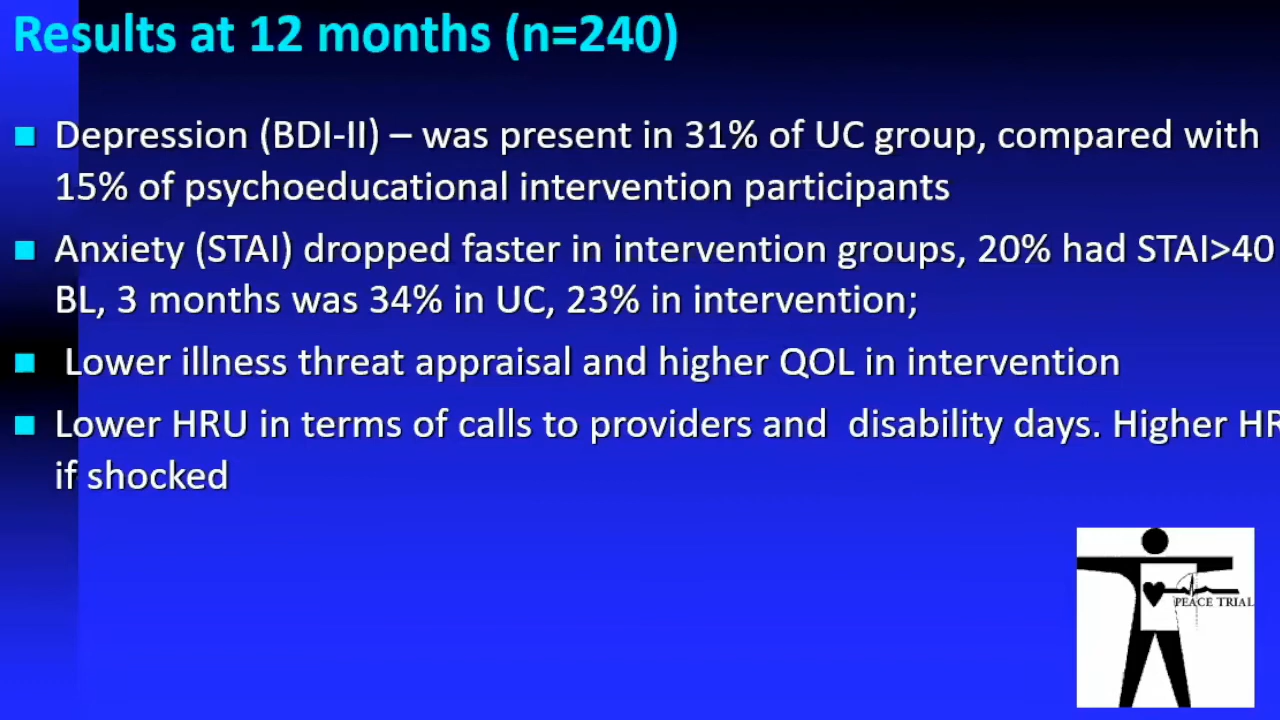 Results at 12 months (n=240)
Depression (BDI-II) – was present in 31% of UC group, compared with
15% of psychoeducational intervention participants
Anxiety (STAI) dropped faster in intervention groups, 20% had STAI>40
BL, 3 months was 34% in UC, 23% in intervention;
Lower illness threat appraisal and higher QOL in intervention
Lower HRU in terms of calls to providers and disability days. Higher
if shocked
PEACE TRIAL